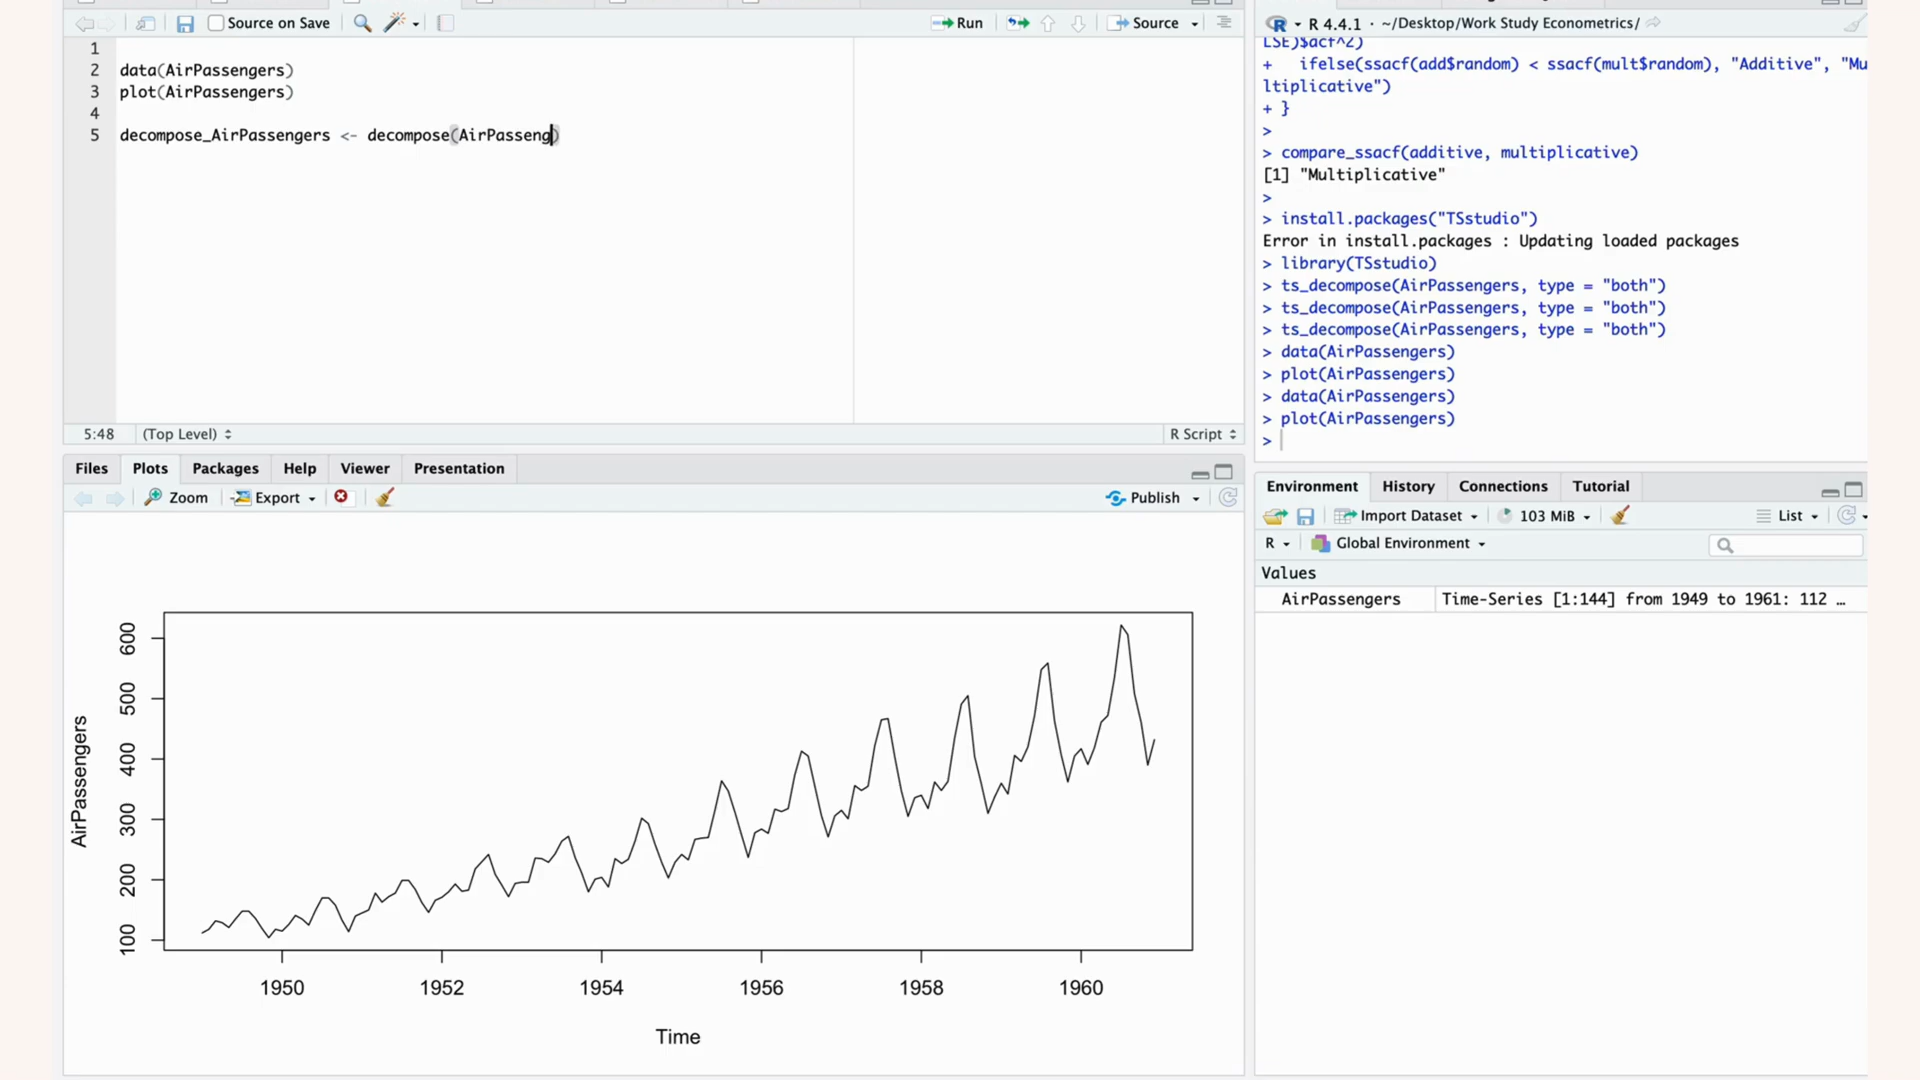 Source on Save
Run
Source
1
2 data(AirPassengers)
3 plot(AirPassengers)
4
5 decompose_AirPassengers <- decompose(AirPasseng)
5:48 (Top Level) R Script
Files Plots Packages Help Viewer Presentation
Zoom Export Publish
AirPassengers
600
500
400
300
200
100
1950 1952 1954 1956 1958 1960
Time
R 4.4.1 · ~/Desktop/Work Study Econometrics/
LSE)$acf^2)
+ ifelse(ssacf(add$random) < ssacf(mult$random), "Additive", "Mu
ltiplicative")
+ }
>
> compare_ssacf(additive, multiplicative)
[1] "Multiplicative"
>
> install.packages("TSstudio")
Error in install.packages : Updating loaded packages
> library(TSstudio)
> ts_decompose(AirPassengers, type = "both")
> ts_decompose(AirPassengers, type = "both")
> ts_decompose(AirPassengers, type = "both")
> data(AirPassengers)
> plot(AirPassengers)
> data(AirPassengers)
> plot(AirPassengers)
>
Environment History Connections Tutorial
Import Dataset 103 MiB List
R Global Environment
Values
AirPassengers Time-Series [1:144] from 1949 to 1961: 112 …